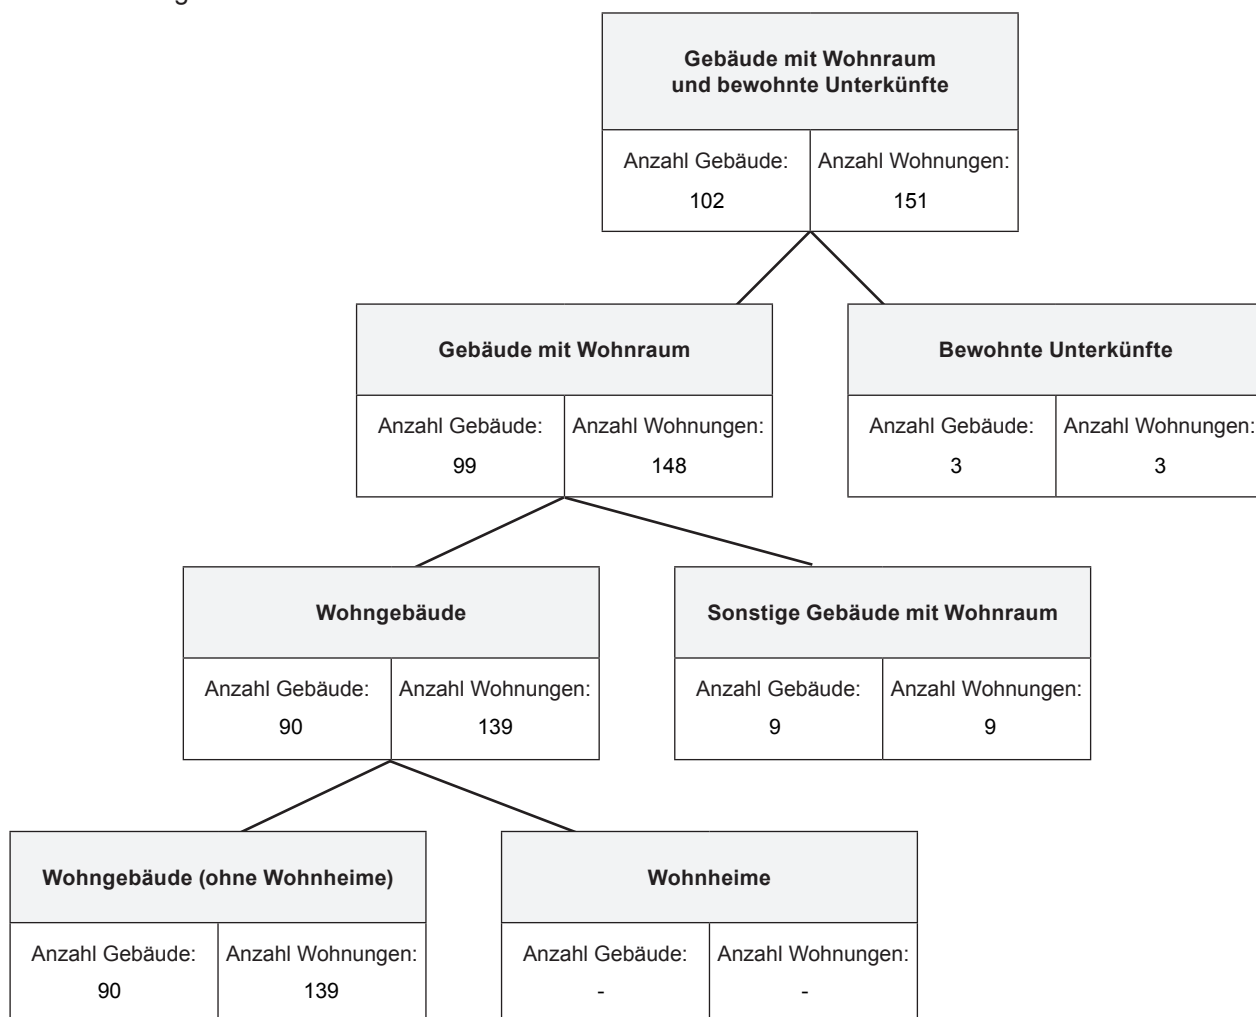 Gebäude mit Wohnraum
und bewohnte Unterkünfte
Anzahl Gebäude: Anzahl Wohnungen:
102 151
Gebäude mit Wohnraum
Bewohnte Unterkünfte
Anzahl Gebäude: Anzahl Wohnungen:
99 148
Anzahl Gebäude: Anzahl Wohnungen:
3 3
Wohngebäude
Sonstige Gebäude mit Wohnraum
Anzahl Gebäude: Anzahl Wohnungen:
90 139
Anzahl Gebäude: Anzahl Wohnungen:
9 9
Wohngebäude (ohne Wohnheime)
Wohnheime
Anzahl Gebäude: Anzahl Wohnungen:
90 139
Anzahl Gebäude: Anzahl Wohnungen:
- -